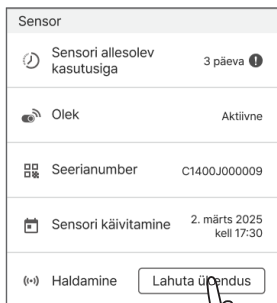 Sensor
Sensori allesolev
kasutusiga
3 päeva
Olek
Aktiivne
Seerianumber
C1400J000009
Sensori käivitamine
2. märts 2025
kell 17:30
Haldamine
Lahuta